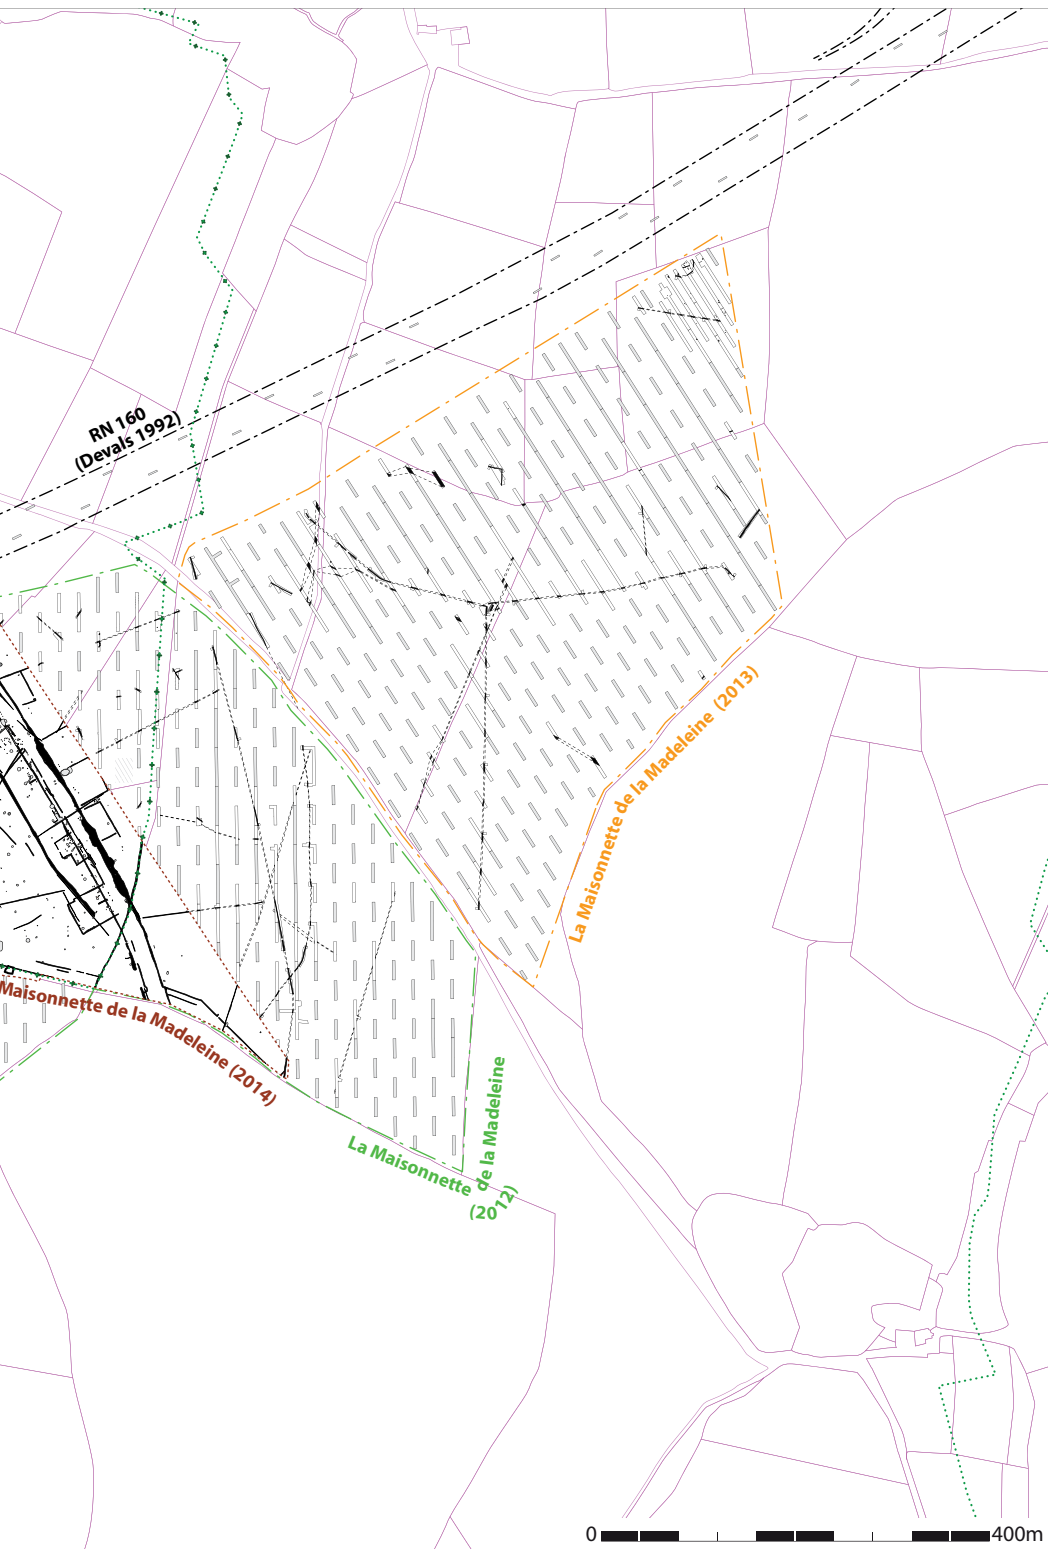 RN 160
(Devals 1992)
La Maisonnette de la Madeleine (2013)
Maisonnette de la Madeleine (2014)
La Maisonnette
de la Madeleine
(2012)
0 400m